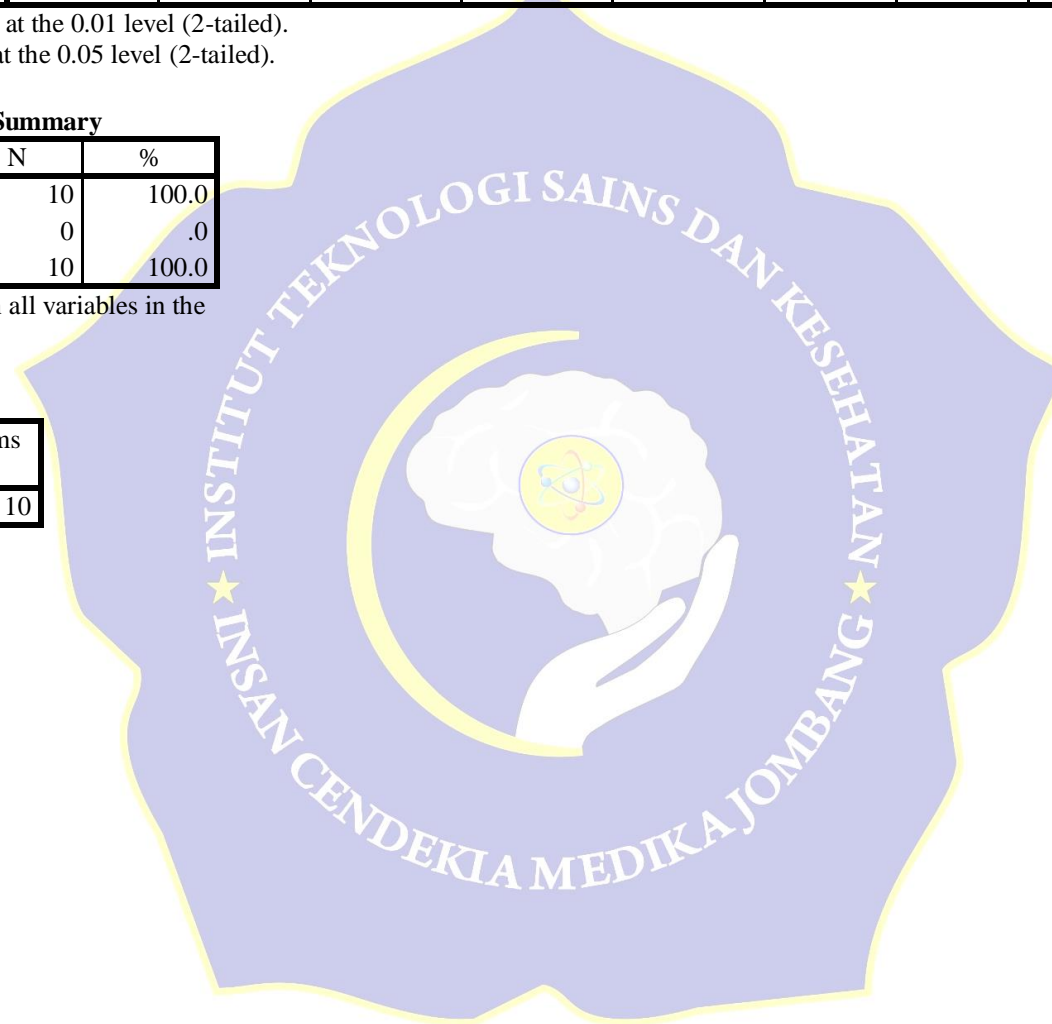 at the 0.01 level (2-tailed).
at the 0.05 level (2-tailed).
Summary
N %
10 100.0
0 .0
10 100.0
all variables in the
10
INSTITUT TEKNOLOGI SAINS DAN KESEHATAN
INSAN CENDEKIA MEDIKA JOMBANG